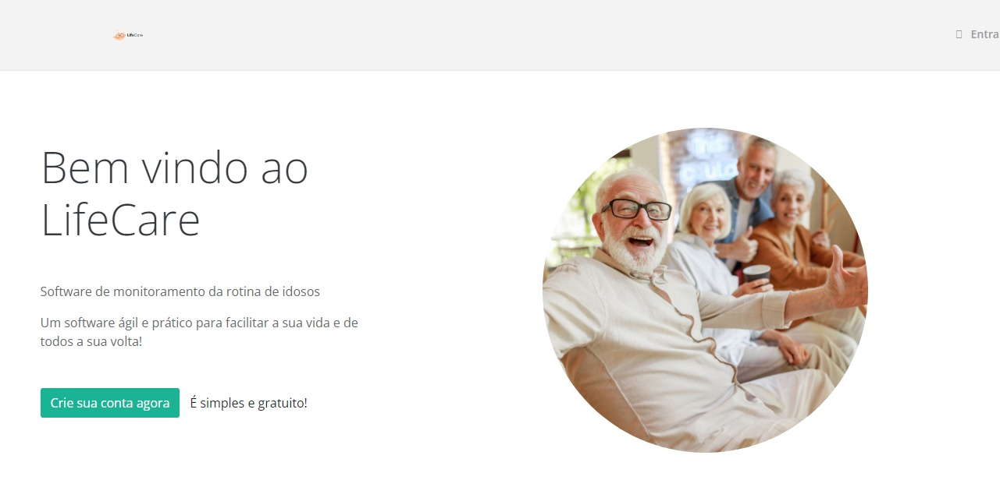 LifeCare
Entra
Bem vindo ao
LifeCare
Software de monitoramento da rotina de idosos
Um software ágil e prático para facilitar a sua vida e de
todos a sua volta!
Crie sua conta agora
É simples e gratuito!